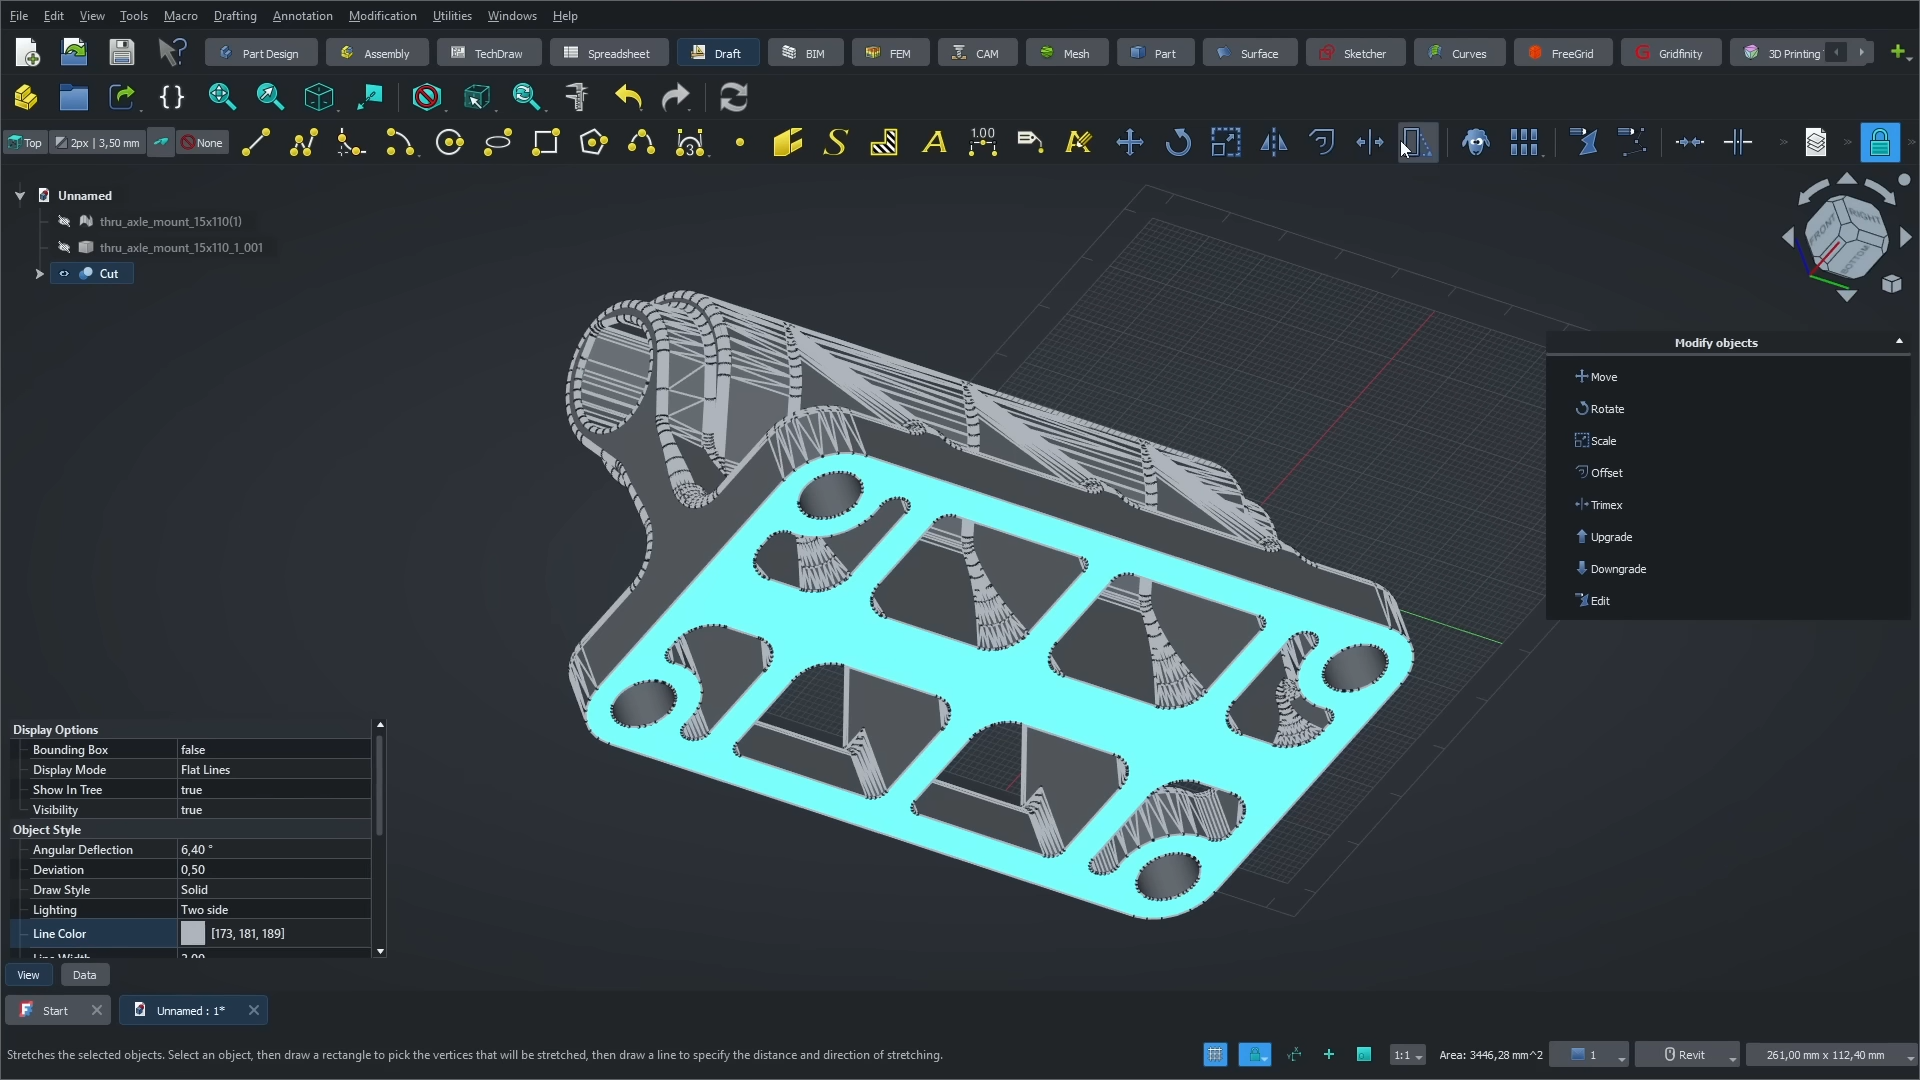 File Edit View Tools Macro Drafting Annotation Modification Utilities Windows Help
Part Design Assembly TechDraw Spreadsheet Draft BIM FEM CAM Mesh Part Surface Sketcher Curves FreeGrid Gridfinity 3D Printing
Top 2px | 3,50 mm None 3 S A 1.00
Unnamed
thru_axle_mount_15x110(1)
thru_axle_mount_15x110_1_001
Cut
FRONT RIGHT BOTTOM
Modify objects
Move
Rotate
Scale
Offset
Trimex
Upgrade
Downgrade
Edit
Display Options
Bounding Box false
Display Mode Flat Lines
Show In Tree true
Visibility true
Object Style
Angular Deflection 6,40 °
Deviation 0,50
Draw Style Solid
Lighting Two side
Line Color [173, 181, 189]
View Data
Start Unnamed : 1*
Stretches the selected objects. Select an object, then draw a rectangle to pick the vertices that will be stretched, then draw a line to specify the distance and direction of stretching.
1:1 Area: 3446,28 mm^2 1 Revit 261,00 mm x 112,40 mm